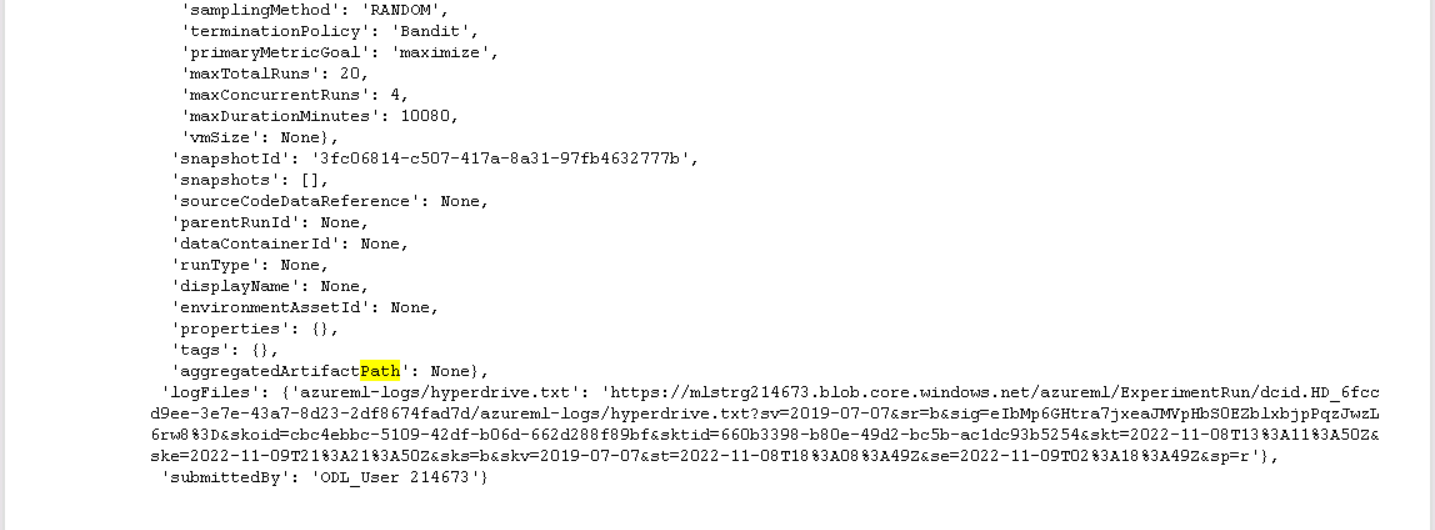 'samplingMethod': 'RANDOM',
'terminationPolicy': 'Bandit',
'primaryMetricGoal': 'maximize',
'maxTotalRuns': 20,
'maxConcurrentRuns': 4,
'maxDurationMinutes': 10080,
'vmSize': None},
'snapshotId': '3fc06814-c507-417a-8a31-97fb4632777b',
'snapshots': [],
'sourceCodeDataReference': None,
'parentRunId': None,
'dataContainerId': None,
'runType': None,
'displayName': None,
'environmentAssetId': None,
'properties': {},
'tags': {},
'aggregatedArtifactPath': None},
'logFiles': {'azureml-logs/hyperdrive.txt': 'https://mlstrg214673.blob.core.windows.net/azureml/ExperimentRun/dcid.HD_6fcc
d9ee-3e7e-43a7-8d23-2df8674fad7d/azureml-logs/hyperdrive.txt?sv=2019-07-07&sr=b&sig=eIbMp6GHtra7jxeaJMVpHbS0EZblxbjpPqzJwzL
6rw8%3D&skoid=cbc4ebbc-5109-42df-b06d-662d288f89bf&sktid=660b3398-b80e-49d2-bc5b-ac1dc93b5254&skt=2022-11-08T13%3A11%3A50Z&
ske=2022-11-09T21%3A21%3A50Z&sks=b&skv=2019-07-07&st=2022-11-08T18%3A08%3A49Z&se=2022-11-09T02%3A18%3A49Z&sp=r'},
'submittedBy': 'ODL_User 214673'}